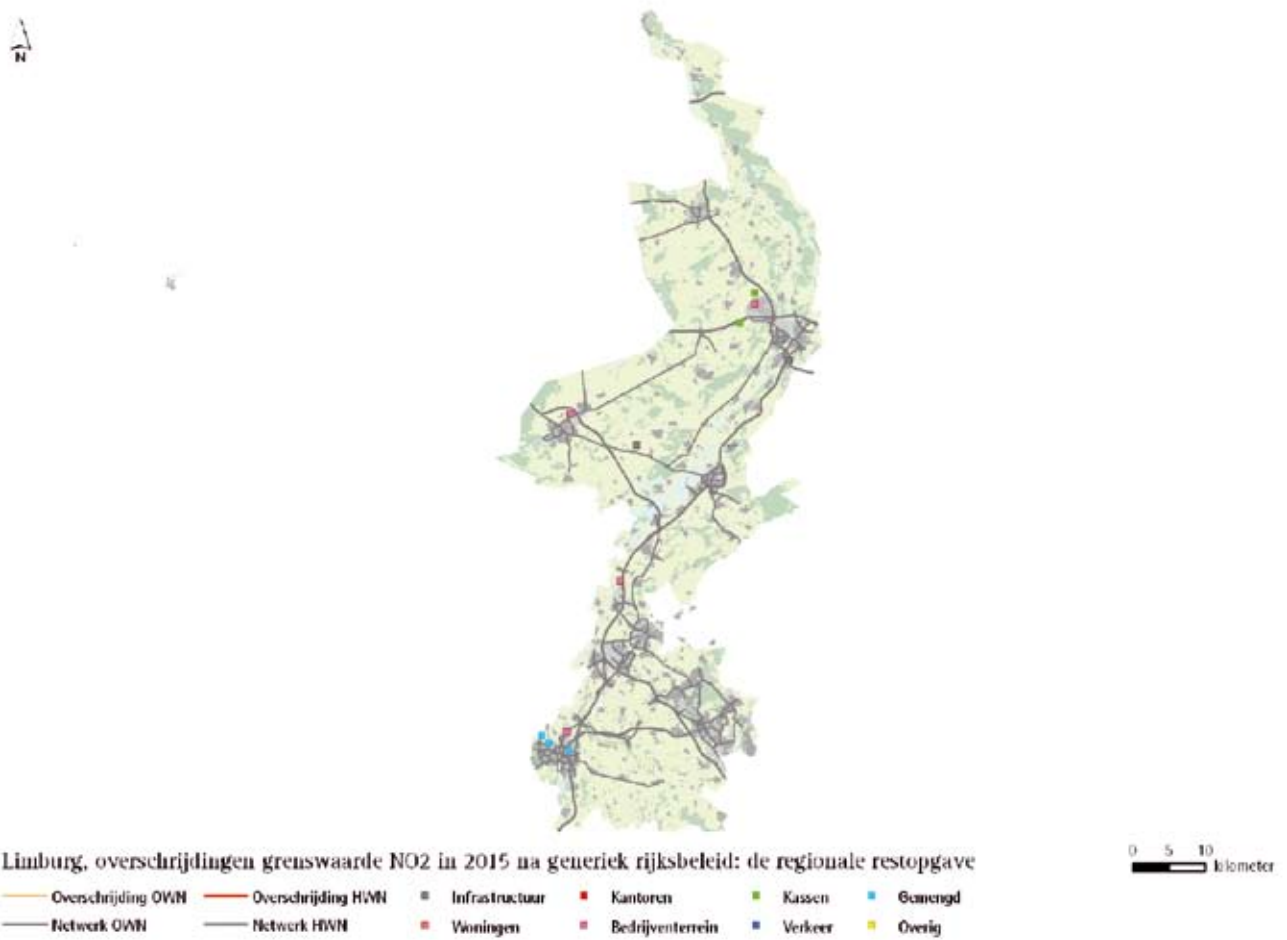 N
Limburg, overschrijdingen grenswaarde NO2 in 2015 na generiek rijksbeleid: de regionale restopgave
0 5 10
kilometer
Overschrijding OWN Overschrijding HWN Infrastructuur Kantoren Kassen Gemengd
Netwerk OWN Netwerk HWN Woningen Bedrijventerrein Verkeer Overig